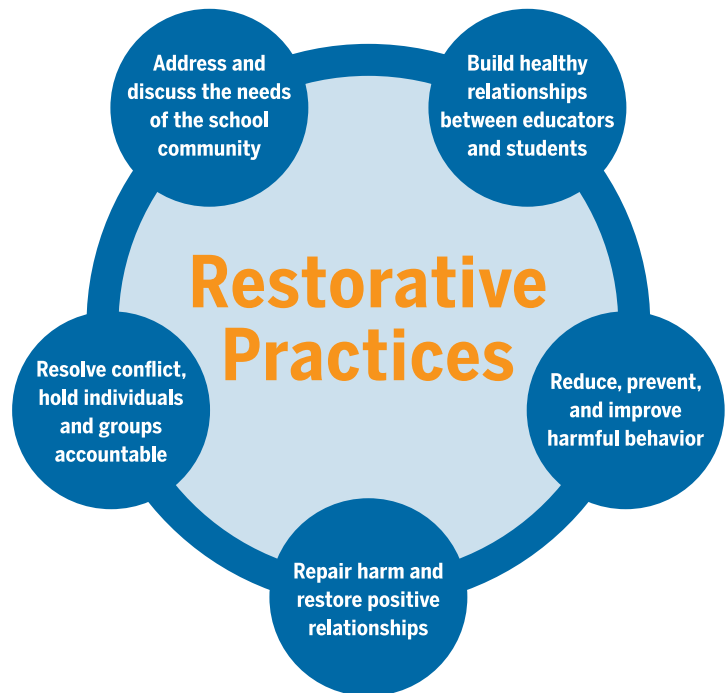 Address and
discuss the needs
of the school
community
Build healthy
relationships
between educators
and students
Restorative
Practices
Resolve conflict,
hold individuals
and groups
accountable
Reduce, prevent,
and improve
harmful behavior
Repair harm and
restore positive
relationships